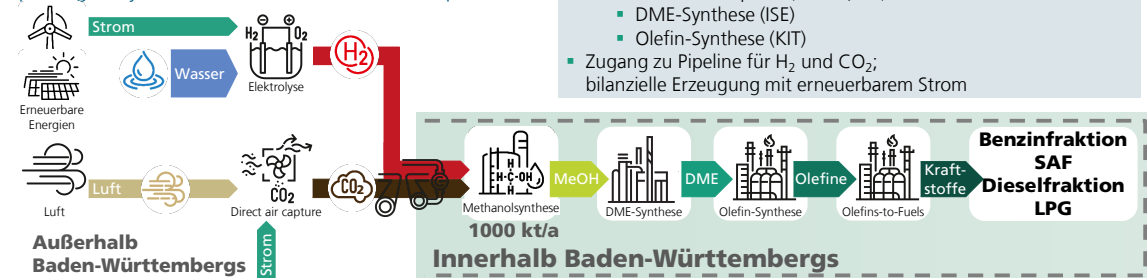 DME-Synthese (ISE)
Olefin-Synthese (KIT)
Zugang zu Pipeline für H₂ und CO₂;
bilanzielle Erzeugung mit erneuerbarem Strom
Strom
H₂ O₂
H₂
Wasser
Elektrolyse
Erneuerbare
Energien
Luft
Luft
CO₂
Direct air capture
CO₂
Strom
Außerhalb
Baden-Württembergs
H
H-C-OH
H
Methanolsynthese
1000 kt/a
MeOH
DME-Synthese
DME
Olefin-Synthese
Olefine
Olefins-to-Fuels
Kraft-
stoffe
Benzinfraktion
SAF
Dieselfraktion
LPG
Innerhalb Baden-Württembergs